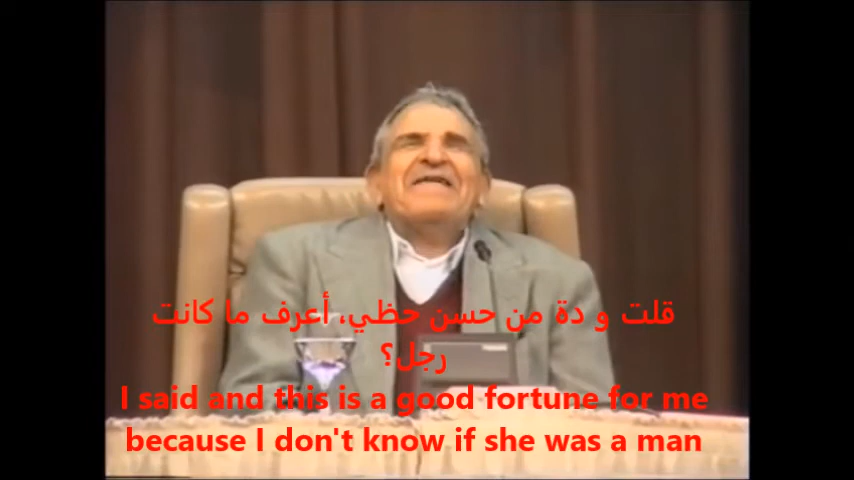 قلت و دة من حسن حظي، أعرف ما كانت
رجل؟
I said and this is a good fortune for me
because I don't know if she was a man